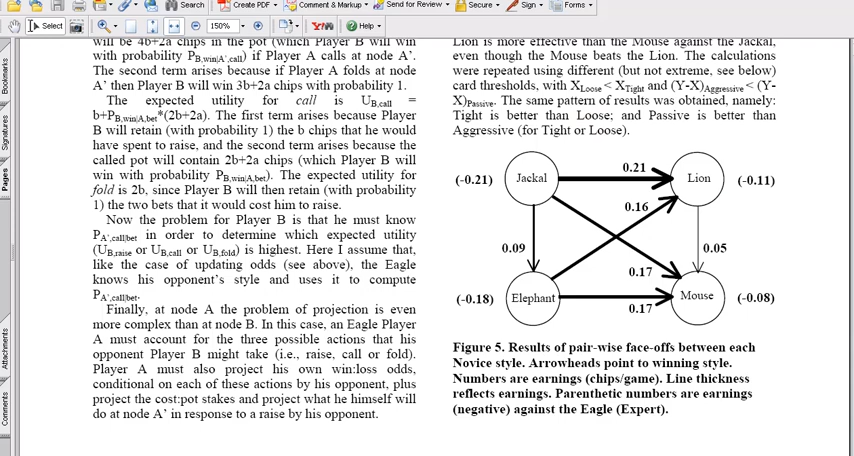 Search
Create PDF
Comment & Markup
Send for Review
Secure
Sign
Forms
Select
150%
Y!
Help
Bookmarks
Signatures
Pages
Attachments
Comments
will be 4b+2a chips in the pot (which Player B will win
with probability PB,win|A',call) if Player A calls at node A'.
The second term arises because if Player A folds at node
A' then Player B will win 3b+2a chips with probability 1.
The expected utility for call is UB,call =
b+PB,win|A,bet*(2b+2a). The first term arises because Player
B will retain (with probability 1) the b chips that he would
have spent to raise, and the second term arises because the
called pot will contain 2b+2a chips (which Player B will
win with probability PB,win|A,bet). The expected utility for
fold is 2b, since Player B will then retain (with probability
1) the two bets that it would cost him to raise.
Now the problem for Player B is that he must know
PA',call|bet in order to determine which expected utility
(UB,raise or UB,call or UB,fold) is highest. Here I assume that,
like the case of updating odds (see above), the Eagle
knows his opponent's style and uses it to compute
PA',call|bet.
Finally, at node A the problem of projection is even
more complex than at node B. In this case, an Eagle Player
A must account for the three possible actions that his
opponent Player B might take (i.e., raise, call or fold).
Player A must also project his own win:loss odds,
conditional on each of these actions by his opponent, plus
project the cost:pot stakes and project what he himself will
do at node A' in response to a raise by his opponent.
Lion is more effective than the Mouse against the Jackal,
even though the Mouse beats the Lion. The calculations
were repeated using different (but not extreme, see below)
card thresholds, with XLoose < XTight and (Y-X)Aggressive < (Y-
X)Passive. The same pattern of results was obtained, namely:
Tight is better than Loose; and Passive is better than
Aggressive (for Tight or Loose).
(-0.21) Jackal 0.21 Lion (-0.11)
0.16
0.09 0.05
0.17
(-0.18) Elephant 0.17 Mouse (-0.08)
Figure 5. Results of pair-wise face-offs between each
Novice style. Arrowheads point to winning style.
Numbers are earnings (chips/game). Line thickness
reflects earnings. Parenthetic numbers are earnings
(negative) against the Eagle (Expert).